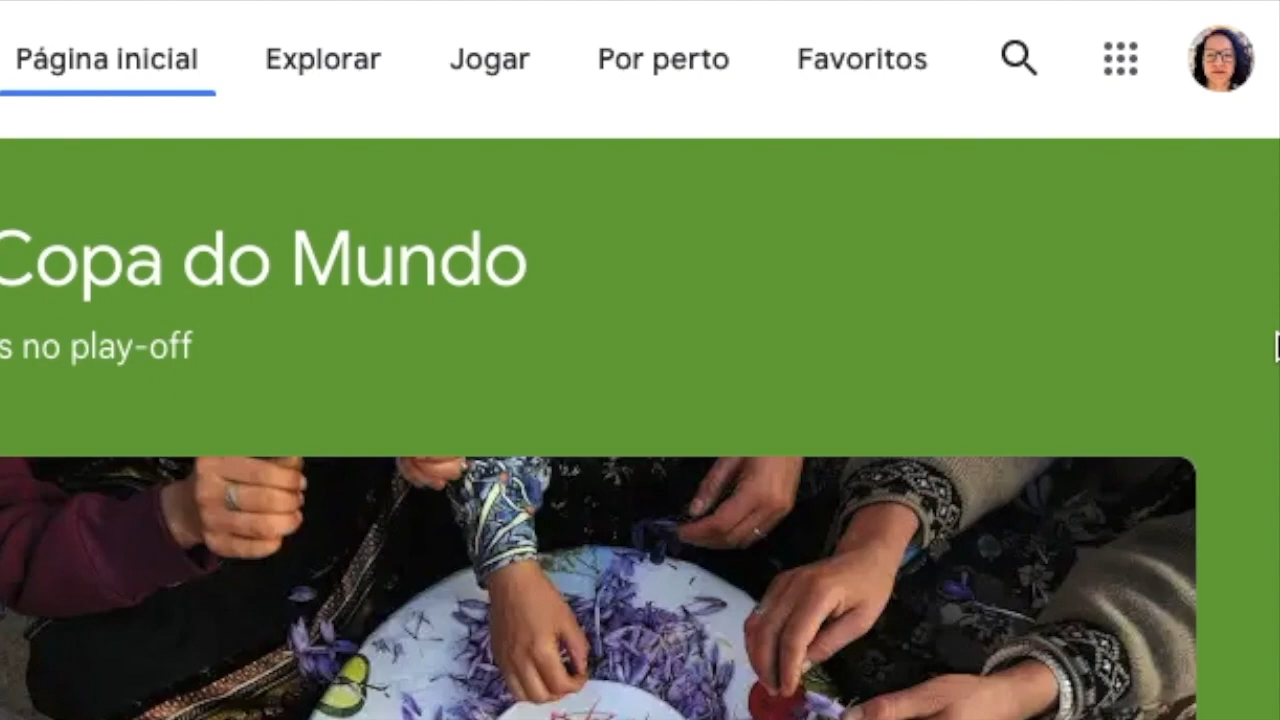 Página inicial Explorar Jogar Por perto Favoritos
Copa do Mundo
s no play-off